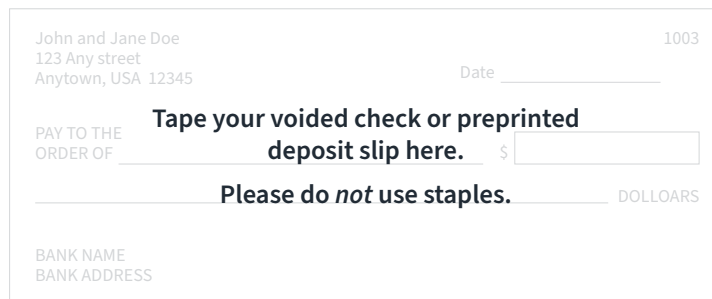 John and Jane Doe
1003
123 Any street
Anytown, USA  12345
Date
Tape your voided check or preprinted
deposit slip here.
PAY TO THE
ORDER OF
$
Please do not use staples.
DOLLOARS
BANK NAME
BANK ADDRESS